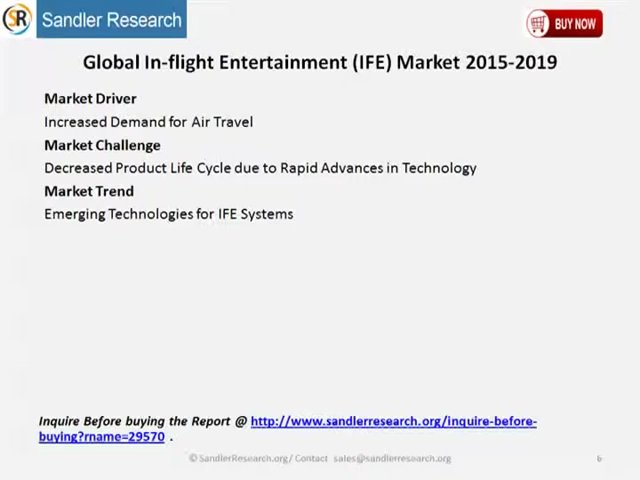 SR Sandler Research
BUY NOW
Global In-flight Entertainment (IFE) Market 2015-2019
Market Driver
Increased Demand for Air Travel
Market Challenge
Decreased Product Life Cycle due to Rapid Advances in Technology
Market Trend
Emerging Technologies for IFE Systems
Inquire Before buying the Report @ http://www.sandlerresearch.org/inquire-before-
buying?rname=29570 .
© SandlerResearch.org/ Contact sales@sandlerresearch.org
6